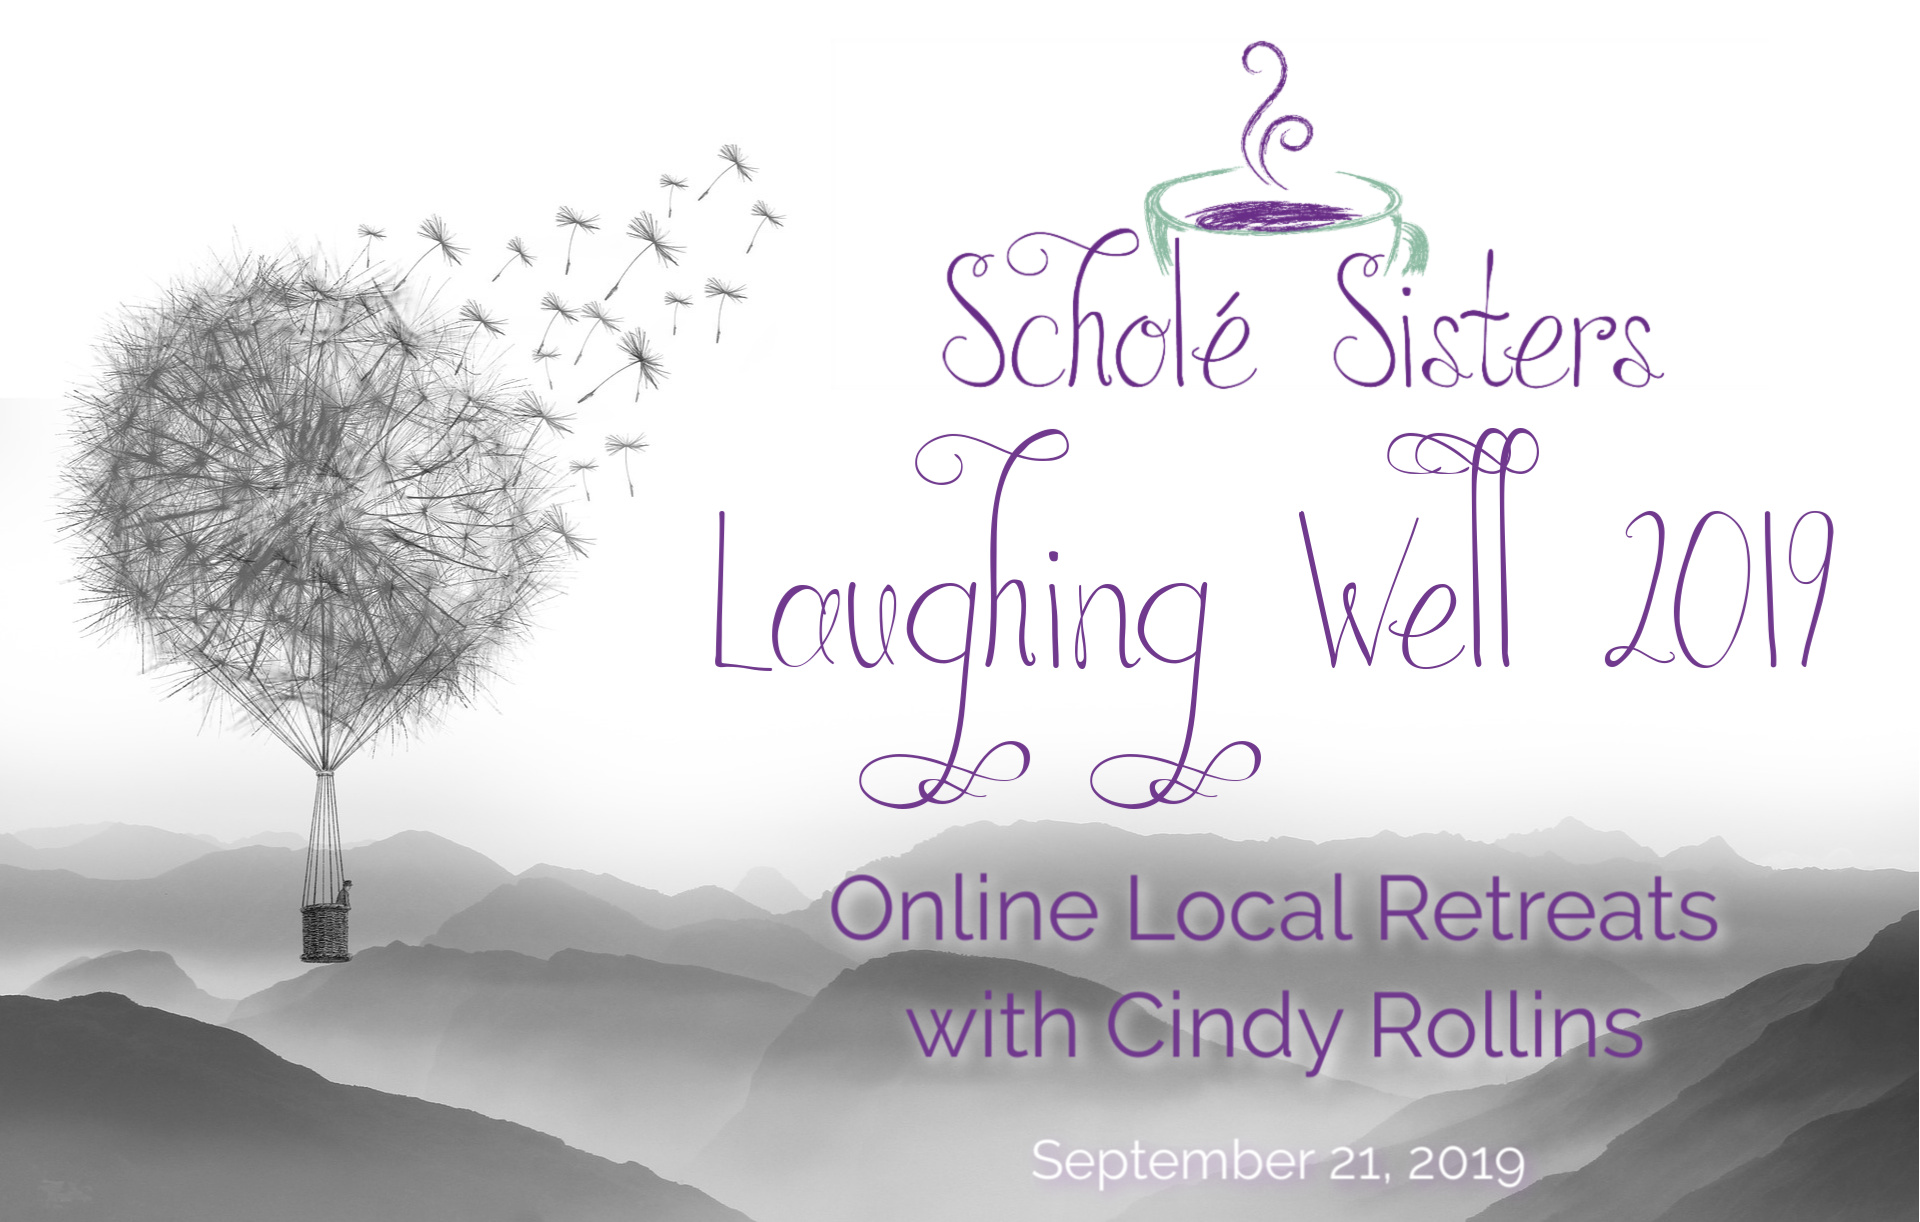 Scholé Sisters
Laughing Well 2019
Online Local Retreats
with Cindy Rollins
September 21, 2019